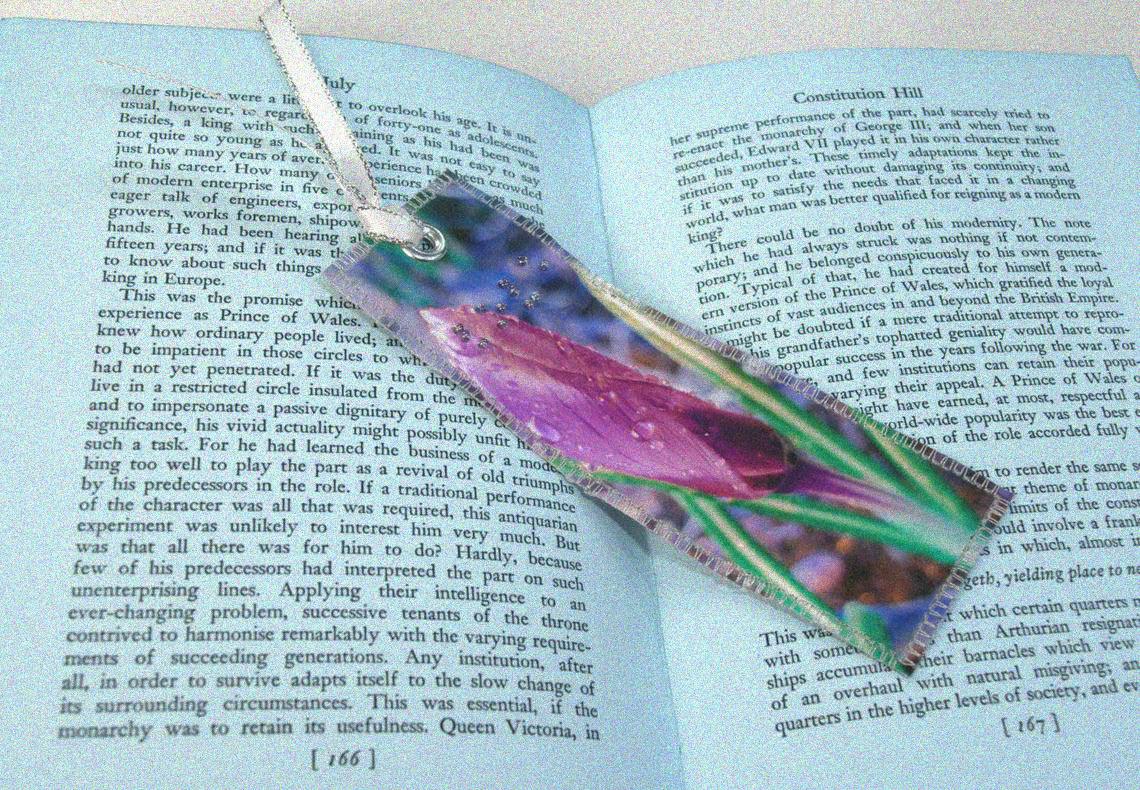 July
older subjects were a to overlook his age. It is un-
usual, however, to regard of forty-one as adolescents.
Besides, a king with such training as his had been was
not quite so young as he It was not easy to say
just how many years of experience had been crowded
into his career. How many seniors much
of modern enterprise in five
eager talk of engineers,
growers, works foremen,
hands. He had been hearing
fifteen years; and if it was
to know about such things
king in Europe.
This was the promise which
experience as Prince of Wales.
knew how ordinary people lived;
to be impatient in those circles to
had not yet penetrated. If it was the duty
live in a restricted circle insulated from the
and to impersonate a passive dignitary of purely
significance, his vivid actuality might possibly unfit
such a task. For he had learned the business of a
king too well to play the part as a revival of old triumphs
by his predecessors in the role. If a traditional performance
of the character was all that was required, this antiquarian
experiment was unlikely to interest him very much. But
was that all there was for him to do? Hardly, because
few of his predecessors had interpreted the part on such
unenterprising lines. Applying their intelligence to an
ever-changing problem, successive tenants of the throne
contrived to harmonise remarkably with the varying require-
ments of succeeding generations. Any institution, after
all, in order to survive adapts itself to the slow change of
its surrounding circumstances. This was essential, if the
monarchy was to retain its usefulness. Queen Victoria, in
[ 166 ]
Constitution Hill
her supreme performance of the part, had scarcely tried to
re-enact the monarchy of George III; and when her son
succeeded, Edward VII played it in his own character rather
than his mother's. These timely adaptations kept the in-
stitution up to date without damaging its continuity; and
if it was to satisfy the needs that faced it in a changing
world, what man was better qualified for reigning as a modern
king?
There could be no doubt of his modernity. The note
which he had always struck was nothing if not contem-
porary; and he belonged conspicuously to his own genera-
tion. Typical of that, he had created for himself a mod-
ern version of the Prince of Wales, which gratified the loyal
instincts of vast audiences in and beyond the British Empire.
might be doubted if a mere traditional attempt to repro-
his grandfather's tophatted geniality would have com-
popular success in the years following the war. For
and few institutions can retain their
varying their appeal. A Prince of Wales
might have earned, at most, respectful
world-wide popularity was the best
of the role accorded fully
to render the same
theme of
limits of the
would involve a
in which, almost
yielding place to
This was which certain quarters
with some than Arthurian
ships their barnacles which view
of an overhaul with natural misgiving;
quarters in the higher levels of society, and
[ 167 ]